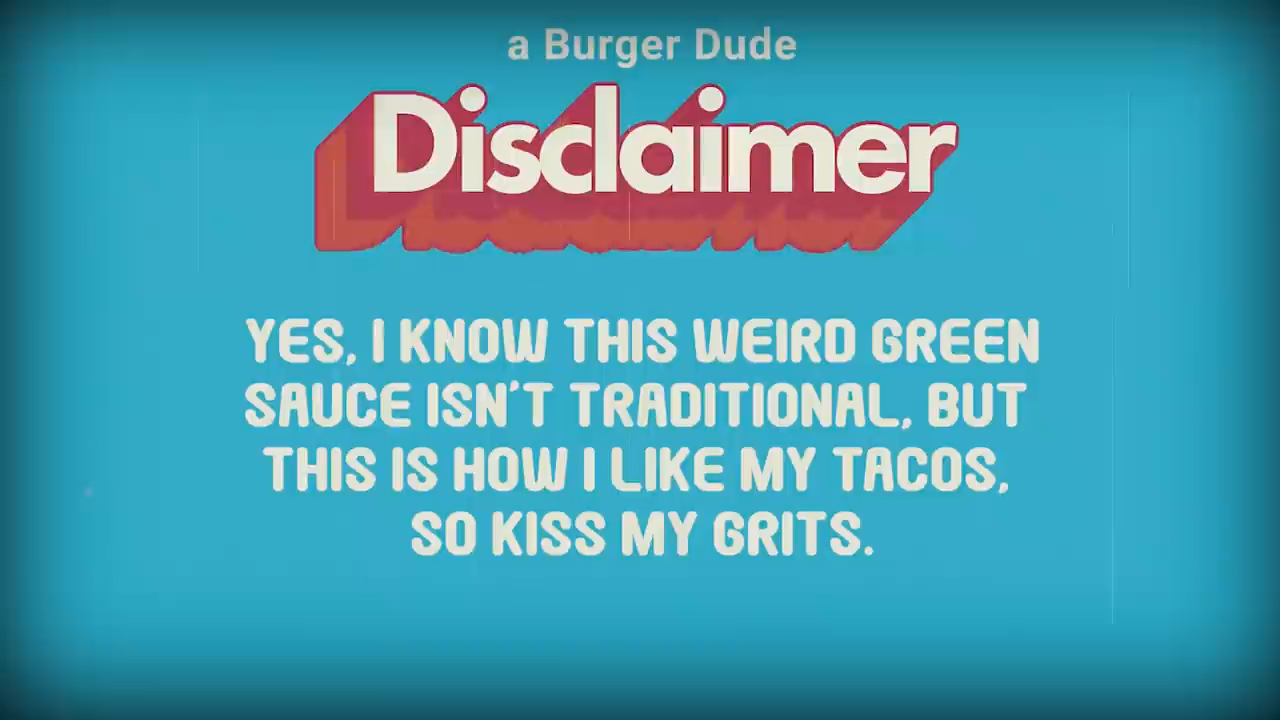 a Burger Dude
Disclaimer
YES, I KNOW THIS WEIRD GREEN
SAUCE ISN'T TRADITIONAL, BUT
THIS IS HOW I LIKE MY TACOS,
SO KISS MY GRITS.